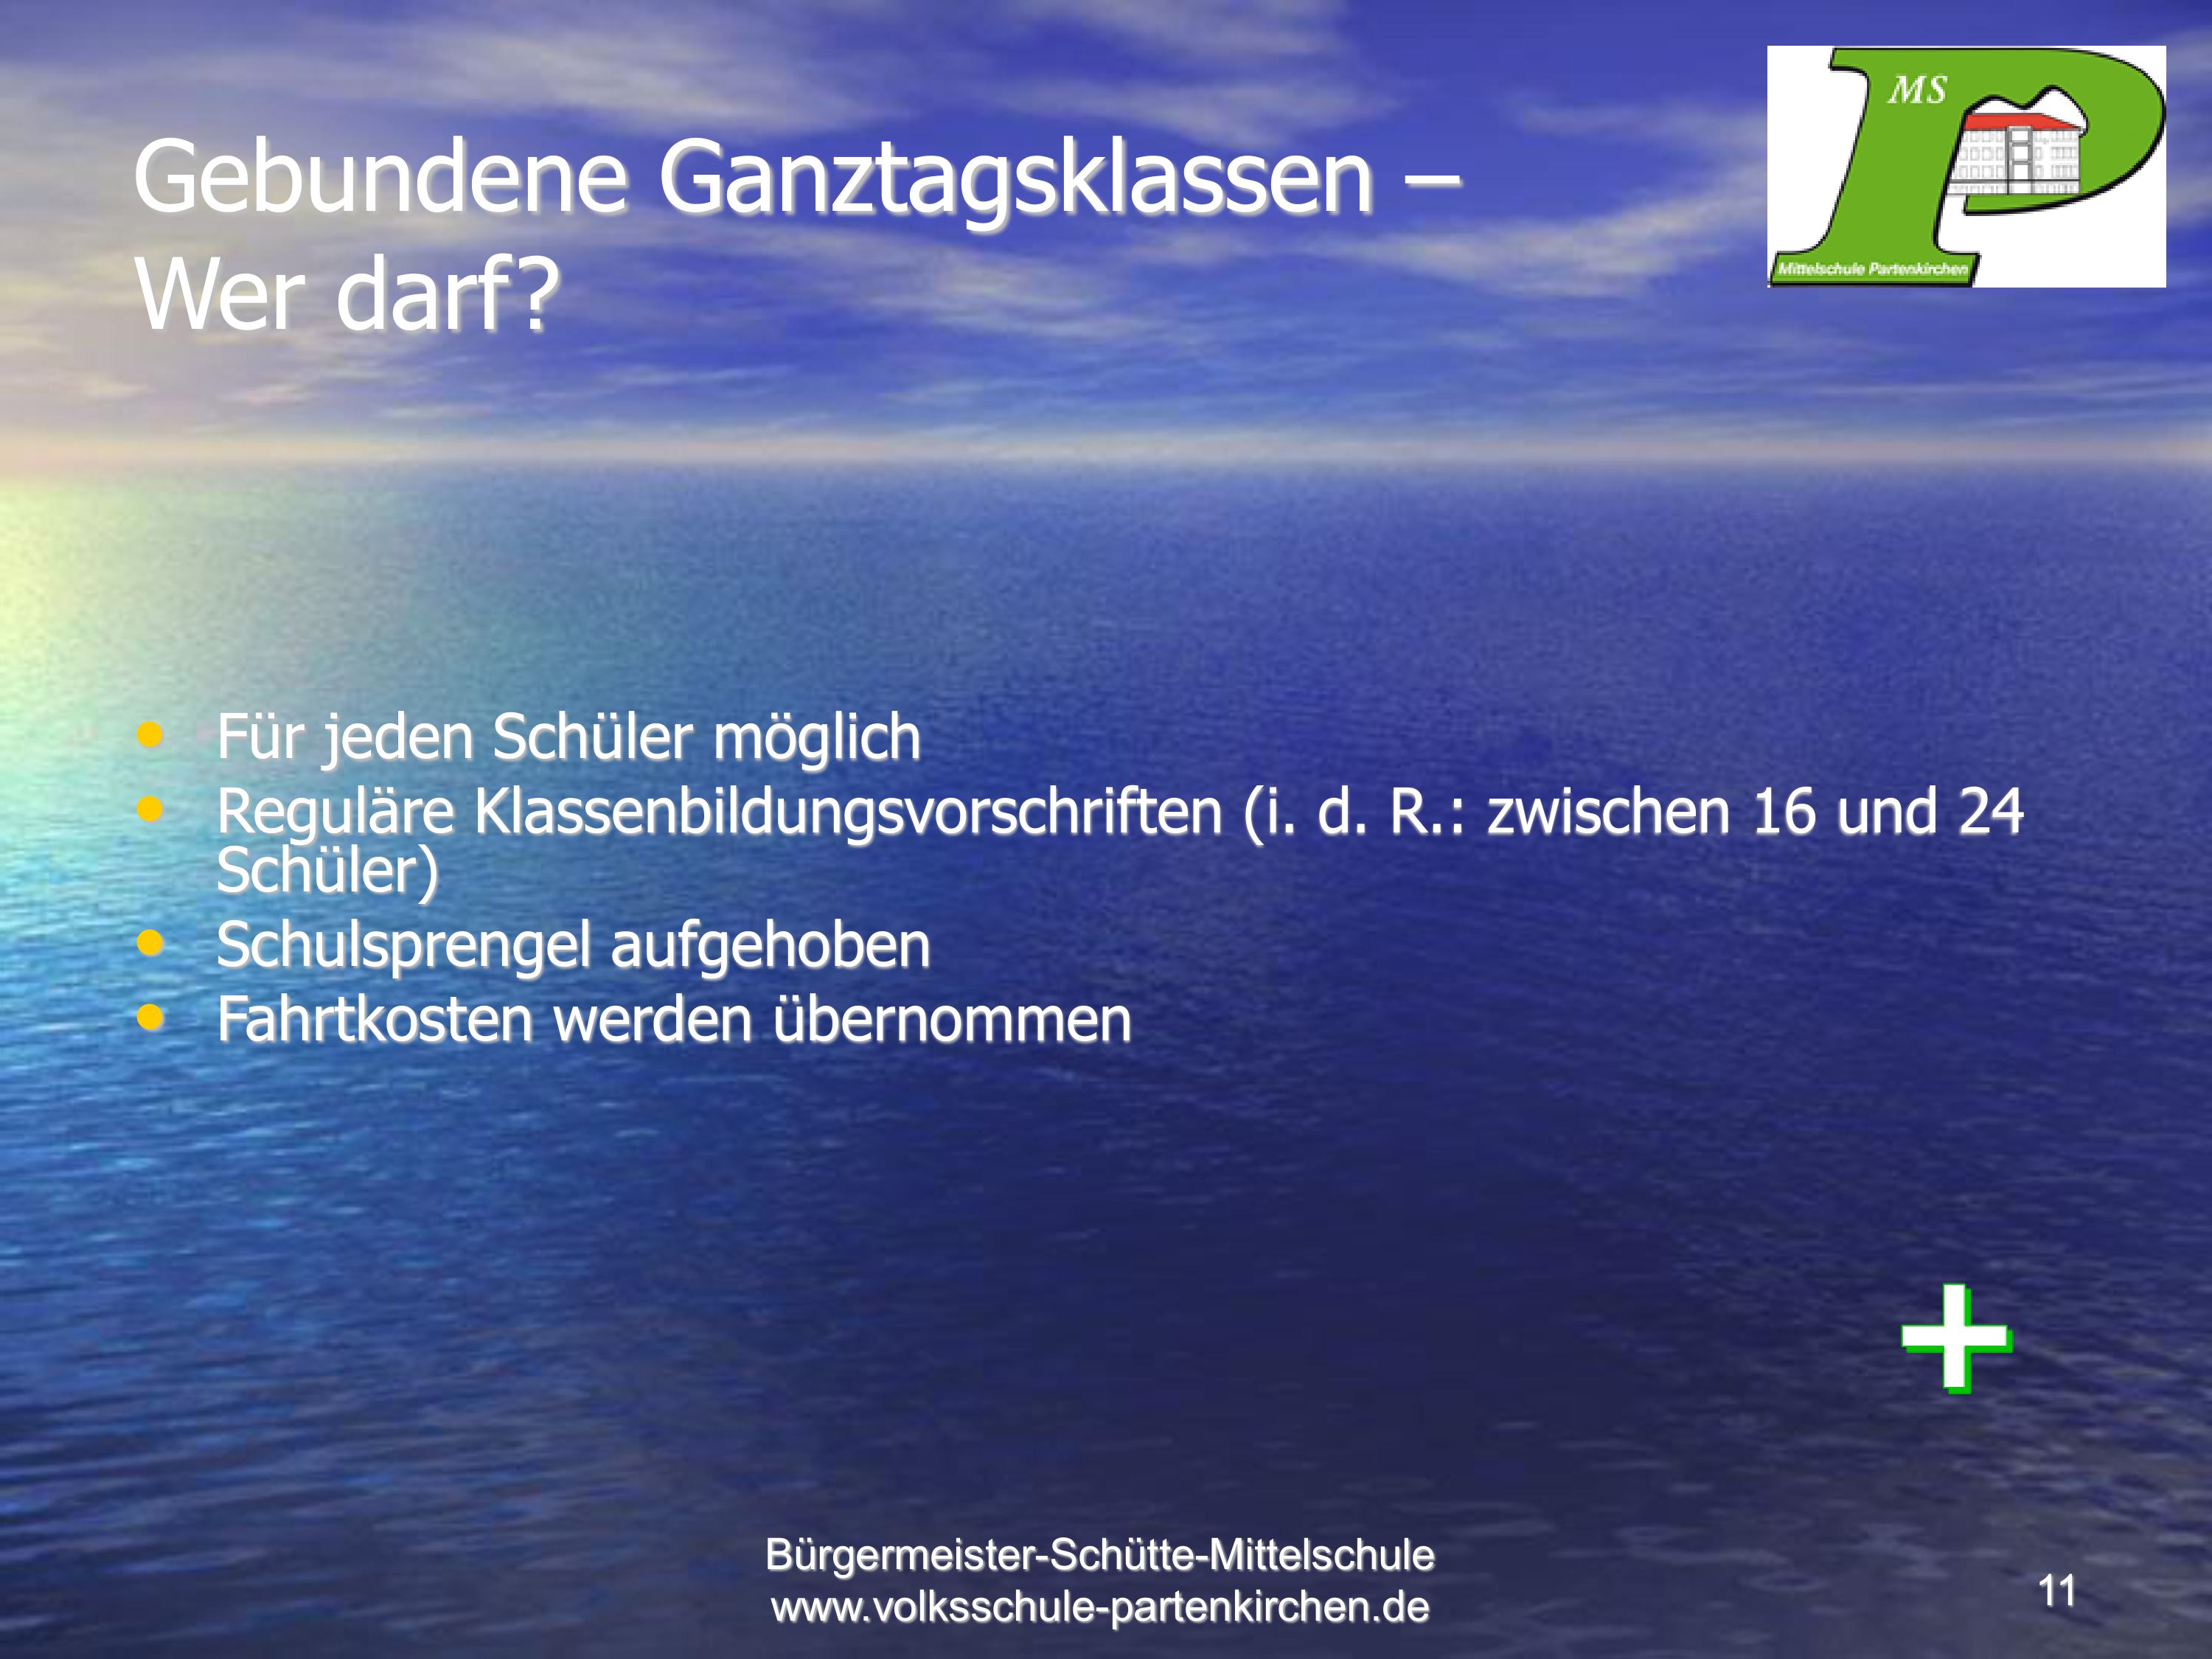 MS
Mittelschule Partenkirchen
Gebundene Ganztagsklassen –
Wer darf?
• Für jeden Schüler möglich
• Reguläre Klassenbildungsvorschriften (i. d. R.: zwischen 16 und 24
Schüler)
• Schulsprengel aufgehoben
• Fahrtkosten werden übernommen
+
Bürgermeister-Schütte-Mittelschule
www.volksschule-partenkirchen.de
11